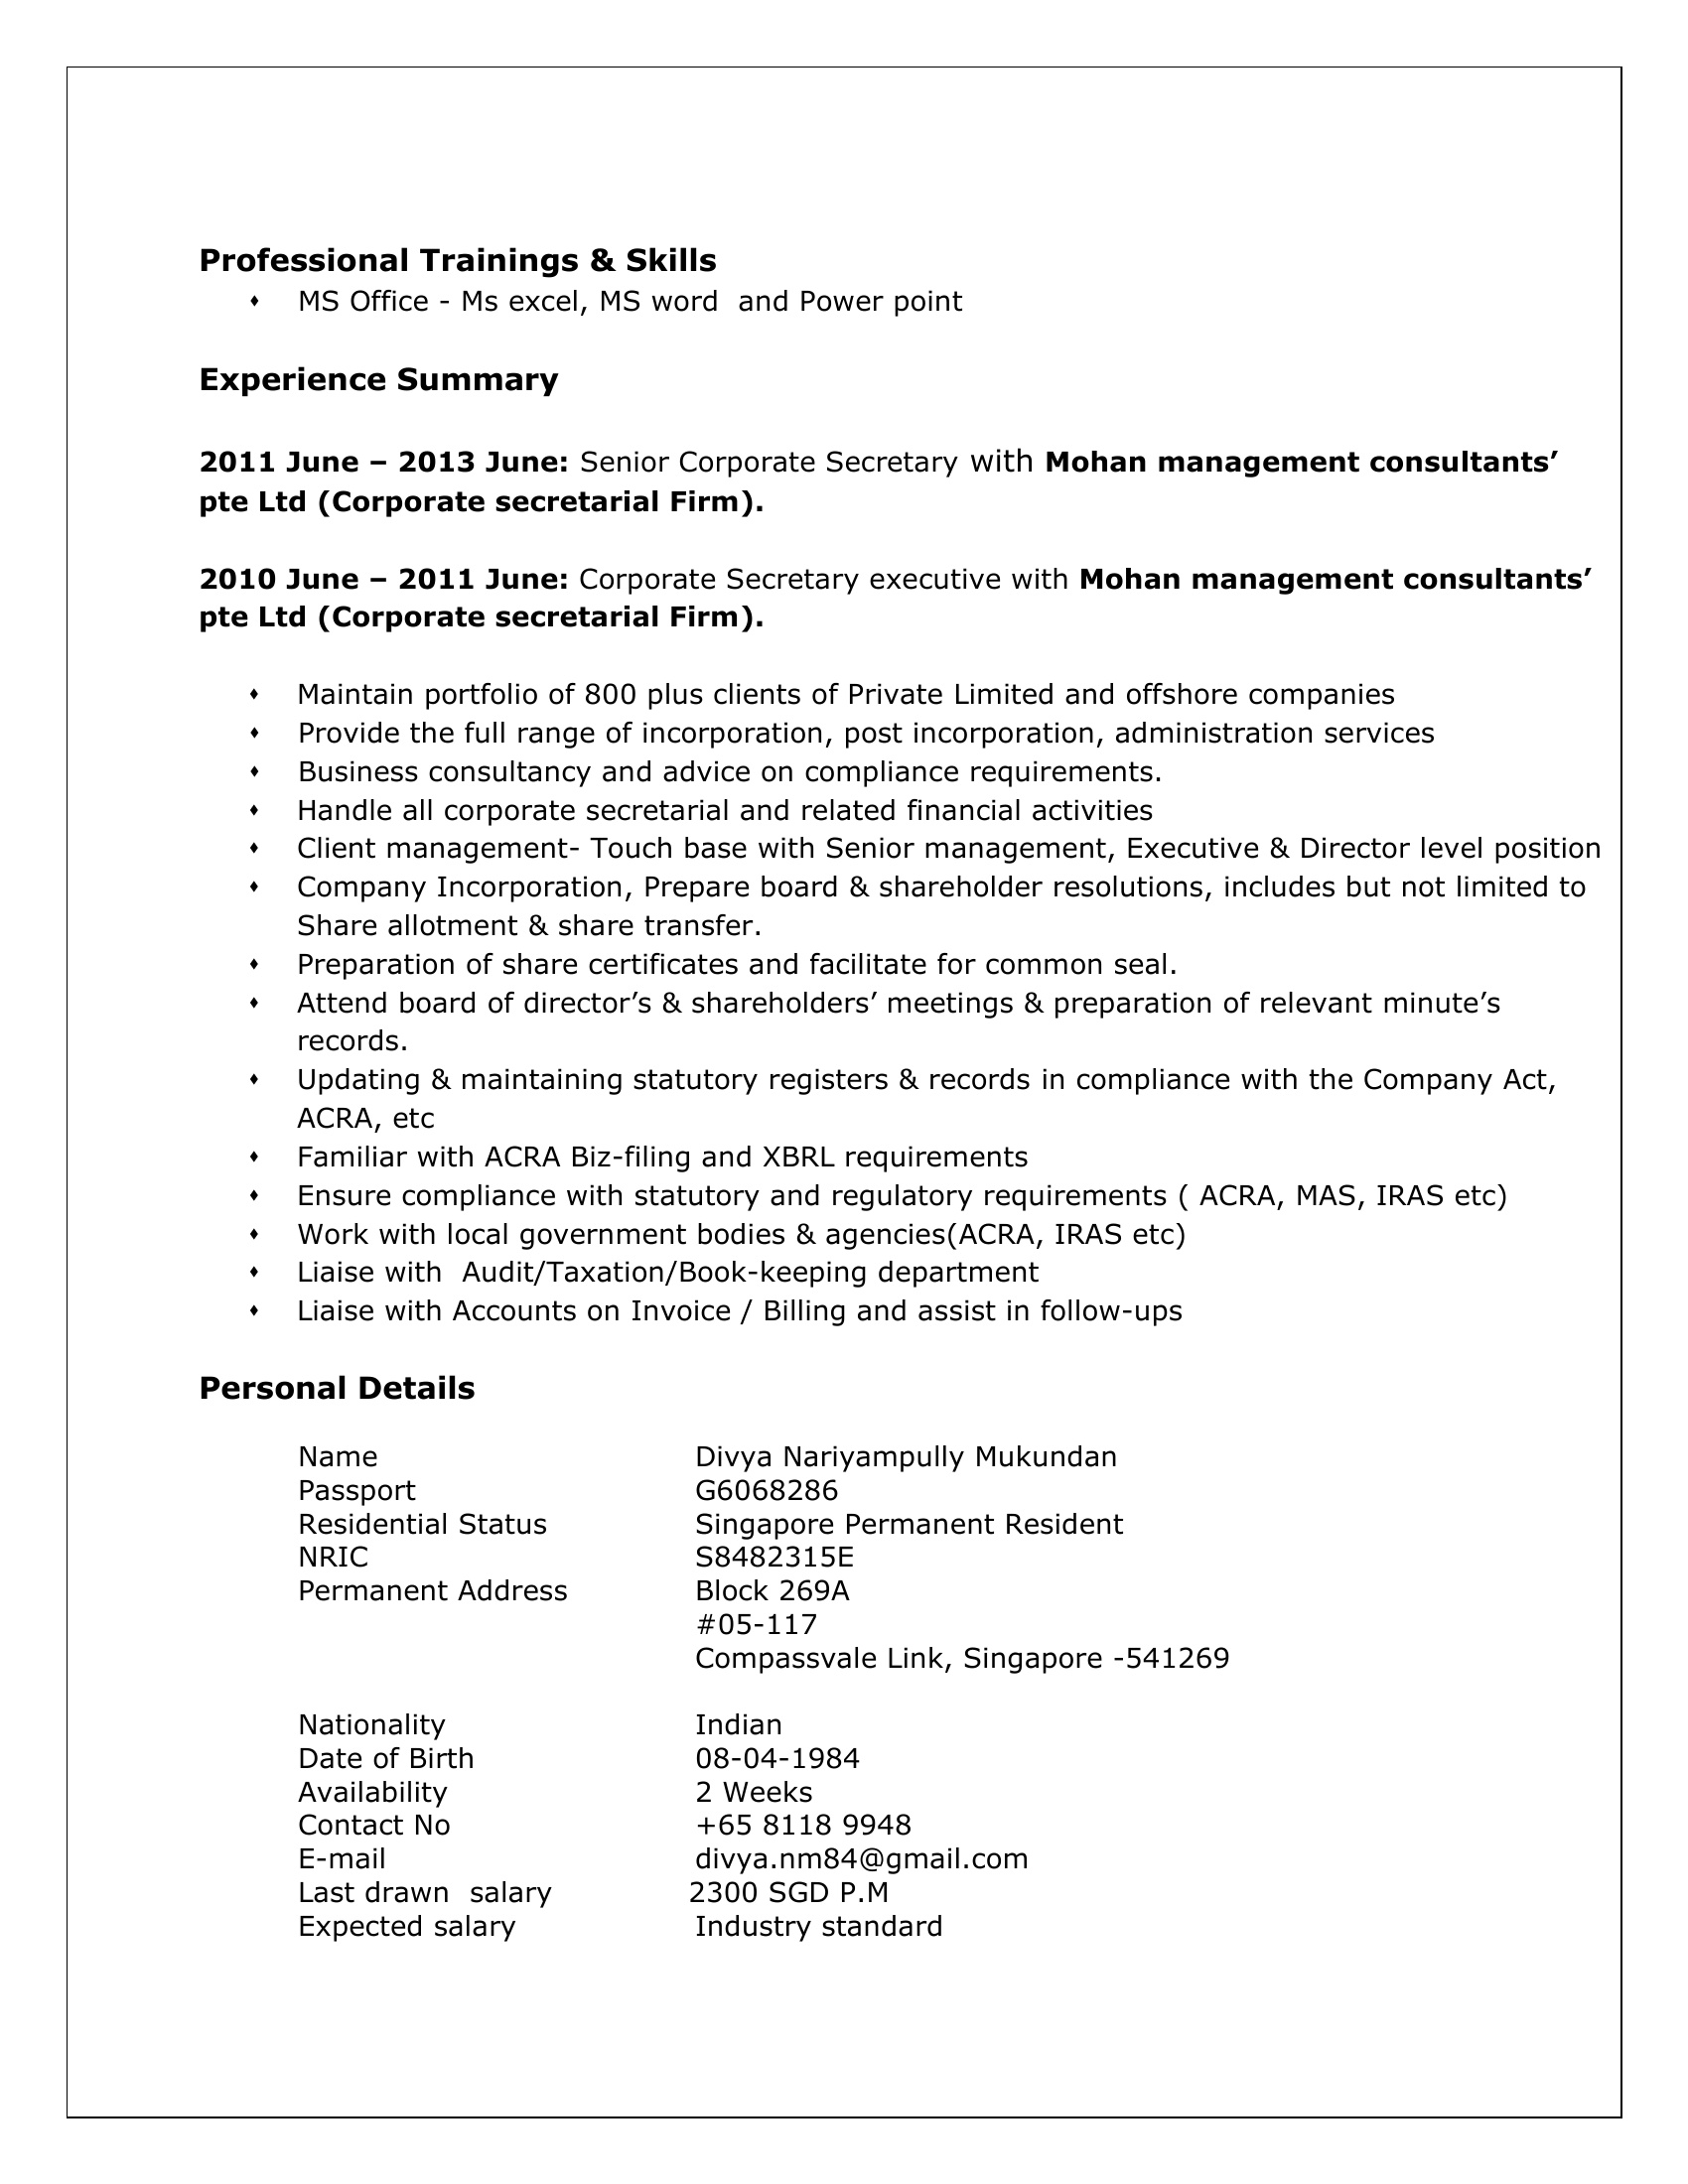 Professional Trainings & Skills
⬧ MS Office - Ms excel, MS word  and Power point
Experience Summary
2011 June – 2013 June: Senior Corporate Secretary with Mohan management consultants’
pte Ltd (Corporate secretarial Firm).
2010 June – 2011 June: Corporate Secretary executive with Mohan management consultants’
pte Ltd (Corporate secretarial Firm).
⬧ Maintain portfolio of 800 plus clients of Private Limited and offshore companies
⬧ Provide the full range of incorporation, post incorporation, administration services
⬧ Business consultancy and advice on compliance requirements.
⬧ Handle all corporate secretarial and related financial activities
⬧ Client management- Touch base with Senior management, Executive & Director level position
⬧ Company Incorporation, Prepare board & shareholder resolutions, includes but not limited to
Share allotment & share transfer.
⬧ Preparation of share certificates and facilitate for common seal.
⬧ Attend board of director’s & shareholders’ meetings & preparation of relevant minute’s
records.
⬧ Updating & maintaining statutory registers & records in compliance with the Company Act,
ACRA, etc
⬧ Familiar with ACRA Biz-filing and XBRL requirements
⬧ Ensure compliance with statutory and regulatory requirements ( ACRA, MAS, IRAS etc)
⬧ Work with local government bodies & agencies(ACRA, IRAS etc)
⬧ Liaise with  Audit/Taxation/Book-keeping department
⬧ Liaise with Accounts on Invoice / Billing and assist in follow-ups
Personal Details
Name Divya Nariyampully Mukundan
Passport G6068286
Residential Status Singapore Permanent Resident
NRIC S8482315E
Permanent Address Block 269A
#05-117
Compassvale Link, Singapore -541269
Nationality Indian
Date of Birth 08-04-1984
Availability 2 Weeks
Contact No +65 8118 9948
E-mail divya.nm84@gmail.com
Last drawn  salary 2300 SGD P.M
Expected salary Industry standard